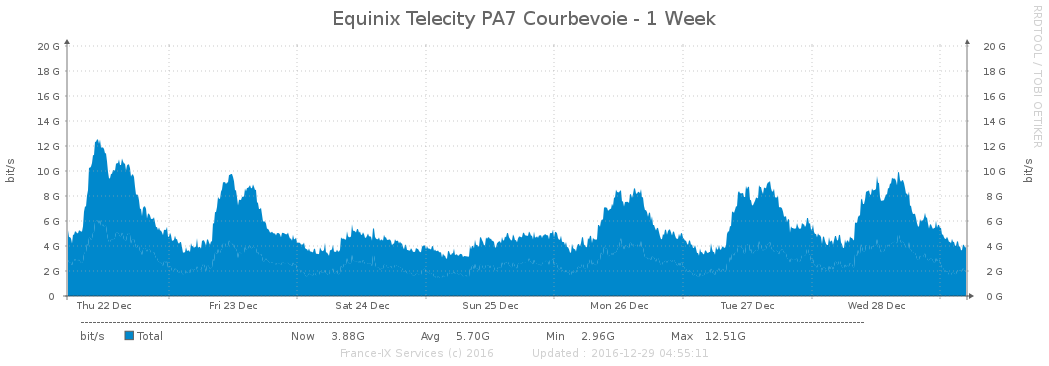 Equinix Telecity PA7 Courbevoie - 1 Week
RRDTOOL / TOBI OETIKER
bit/s
20 G
18 G
16 G
14 G
12 G
10 G
8 G
6 G
4 G
2 G
0
20 G
18 G
16 G
14 G
12 G
10 G
8 G
6 G
4 G
2 G
0 G
bit/s
Thu 22 Dec Fri 23 Dec Sat 24 Dec Sun 25 Dec Mon 26 Dec Tue 27 Dec Wed 28 Dec
bit/s Total Now 3.88G Avg 5.70G Min 2.96G Max 12.51G
France-IX Services (c) 2016 Updated : 2016-12-29 04:55:11